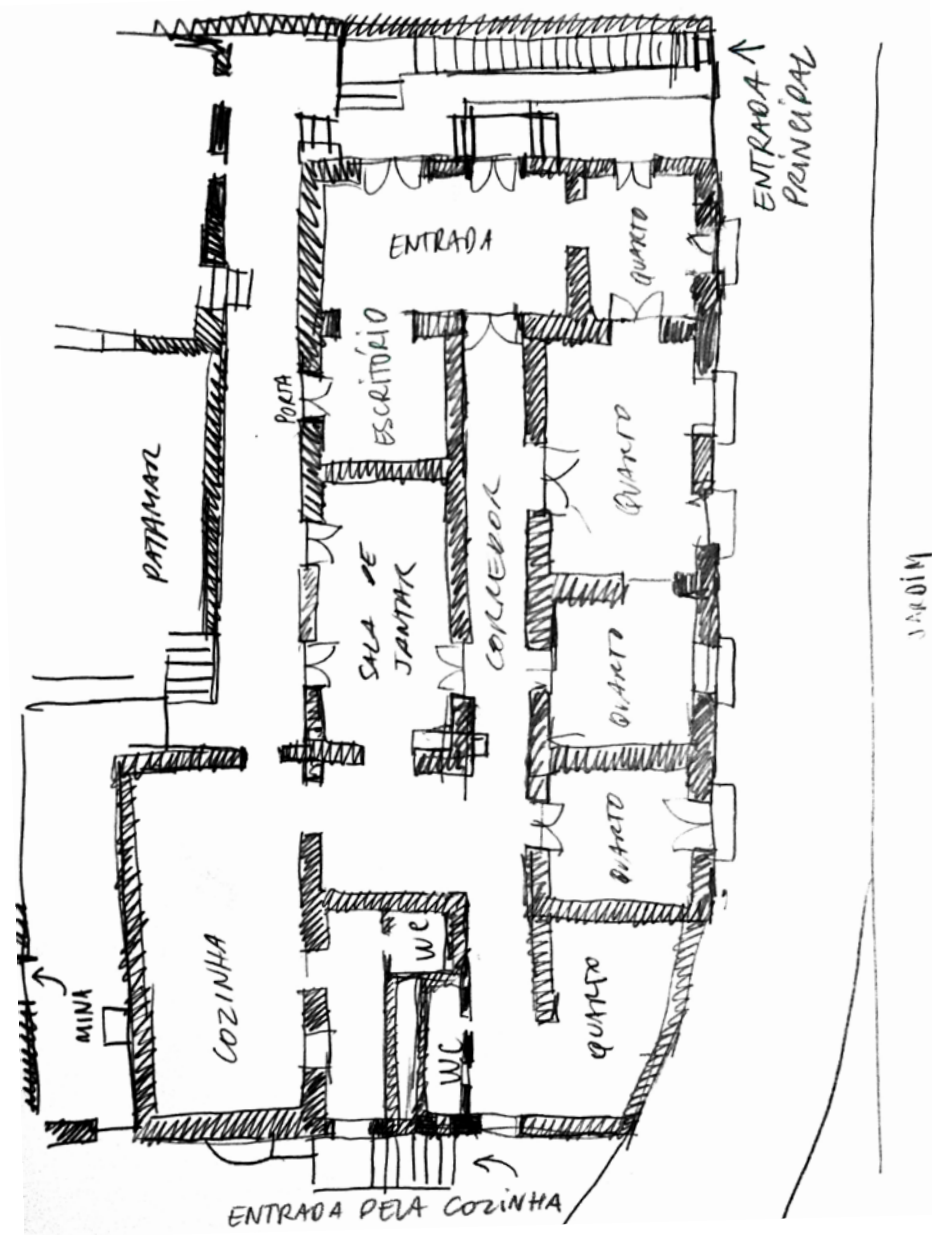 ENTRADA
PRINCIPAL
ENTRADA
QUARTO
ESCRITÓRIO
PORTA
QUARTO
PATAMAR
CORREDOR
SALA DE
JANTAR
JARDIM
QUARTO
QUARTO
WC
COZINHA
MINA
QUARTO
WC
ENTRADA PELA COZINHA